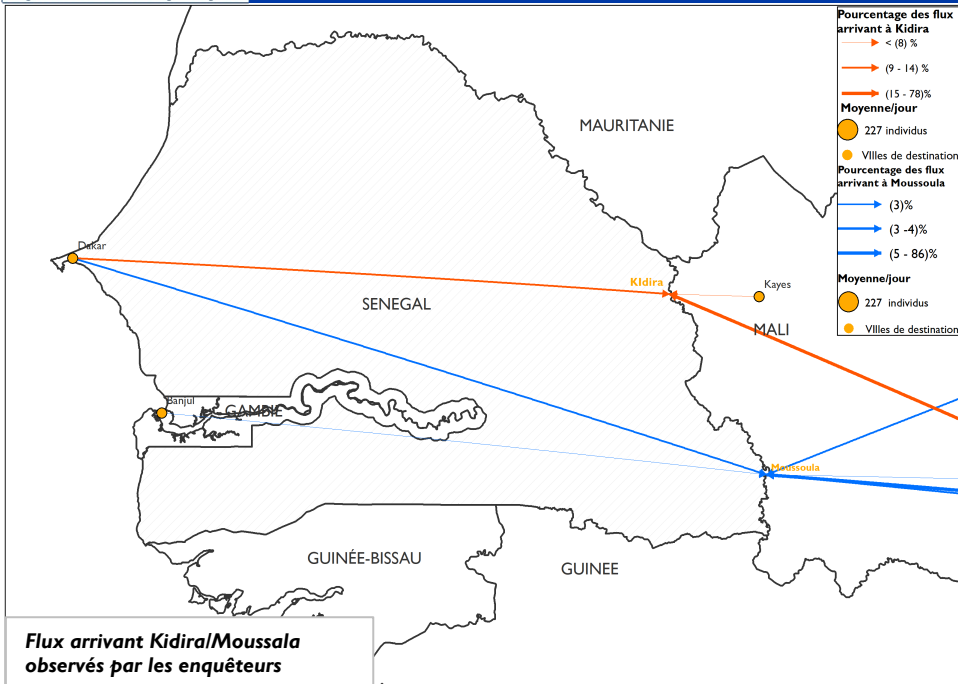 Pourcentage des flux
arrivant à Kidira
< (8) %
(9 - 14) %
(15 - 78)%
Moyenne/jour
227 individus
VIlles de destination
Pourcentage des flux
arrivant à Moussoula
(3)%
(3 -4)%
(5 - 86)%
Moyenne/jour
227 individus
VIlles de destination
MAURITANIE
Dakar
KIdira
Kayes
SENEGAL
MALI
Banjul
GAMBIE
Moussoula
GUINÉE-BISSAU
GUINEE
Flux arrivant Kidira/Moussala
observés par les enquêteurs